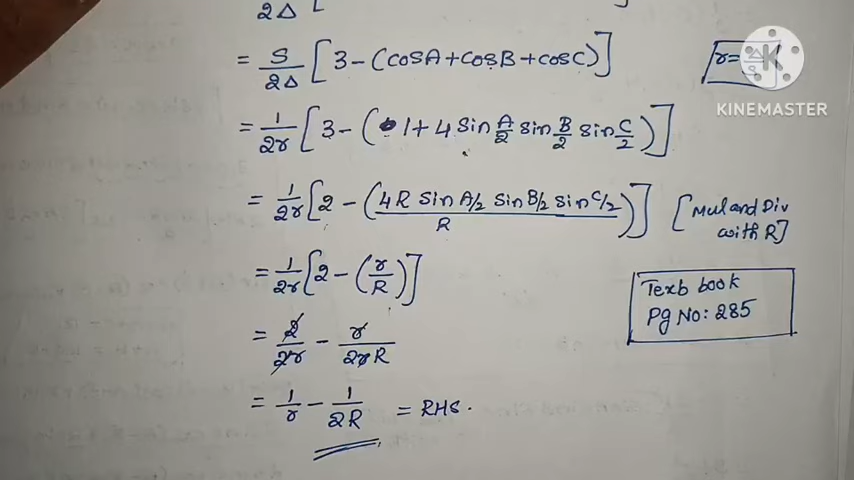 2Δ [
= S/2Δ [3 - (cosA + cosB + cosC)]
r = Δ/S
KINEMASTER
= 1/2r [3 - (1 + 4 sin A/2 sin B/2 sin C/2)]
= 1/2r [2 - (4R sin A/2 sin B/2 sin C/2 / R)] [Mul and Div with R]
= 1/2r [2 - (r/R)]
Texb book
Pg No: 285
= 2/2r - r/2rR
= 1/r - 1/2R = RHS.